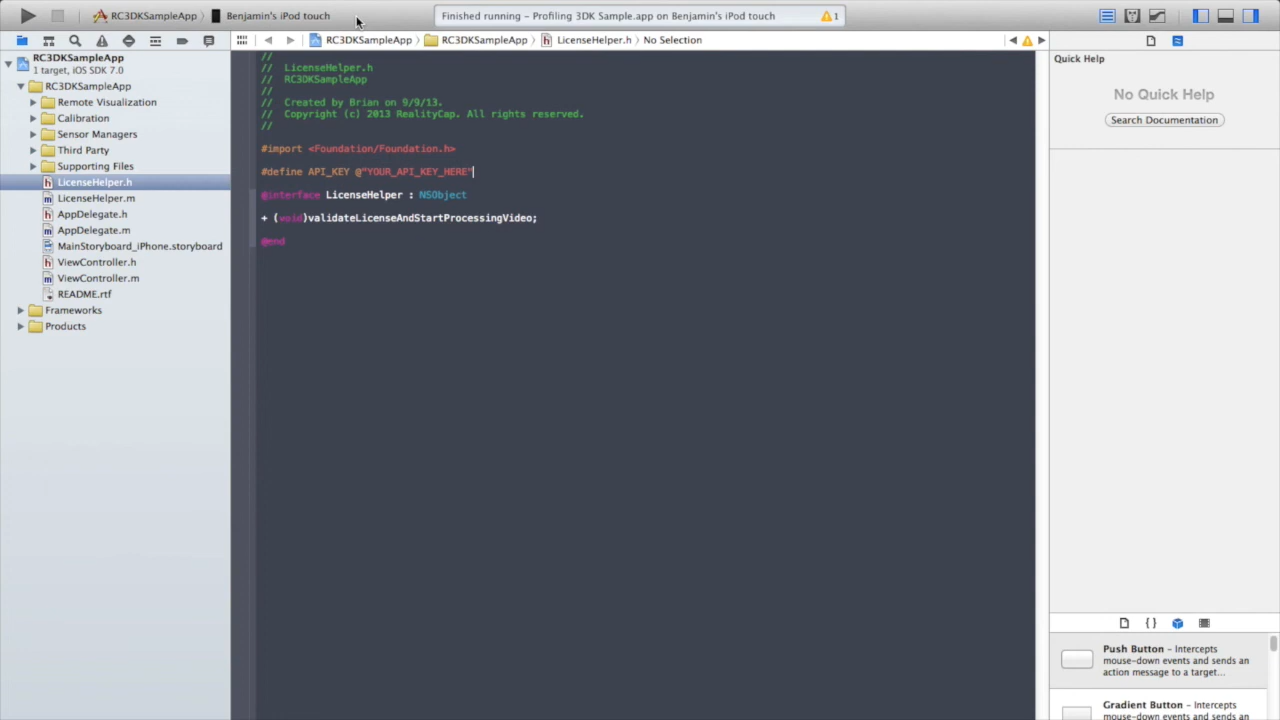 RC3DKSampleApp 〉 Benjamin's iPod touch
Finished running – Profiling 3DK Sample.app on Benjamin's iPod touch
1
RC3DKSampleApp 〉 RC3DKSampleApp 〉 LicenseHelper.h 〉 No Selection
RC3DKSampleApp
1 target, iOS SDK 7.0
RC3DKSampleApp
Remote Visualization
Calibration
Sensor Managers
Third Party
Supporting Files
LicenseHelper.h
LicenseHelper.m
AppDelegate.h
AppDelegate.m
MainStoryboard_iPhone.storyboard
ViewController.h
ViewController.m
README.rtf
Frameworks
Products
//
// LicenseHelper.h
// RC3DKSampleApp
//
// Created by Brian on 9/9/13.
// Copyright (c) 2013 RealityCap. All rights reserved.
//
#import <Foundation/Foundation.h>
#define API_KEY @"YOUR_API_KEY_HERE"
@interface LicenseHelper : NSObject
+ (void)validateLicenseAndStartProcessingVideo;
@end
Quick Help
No Quick Help
Search Documentation
{ }
Push Button – Intercepts
mouse-down events and sends an
action message to a target...
Gradient Button – Intercepts
mouse-down events and sends an